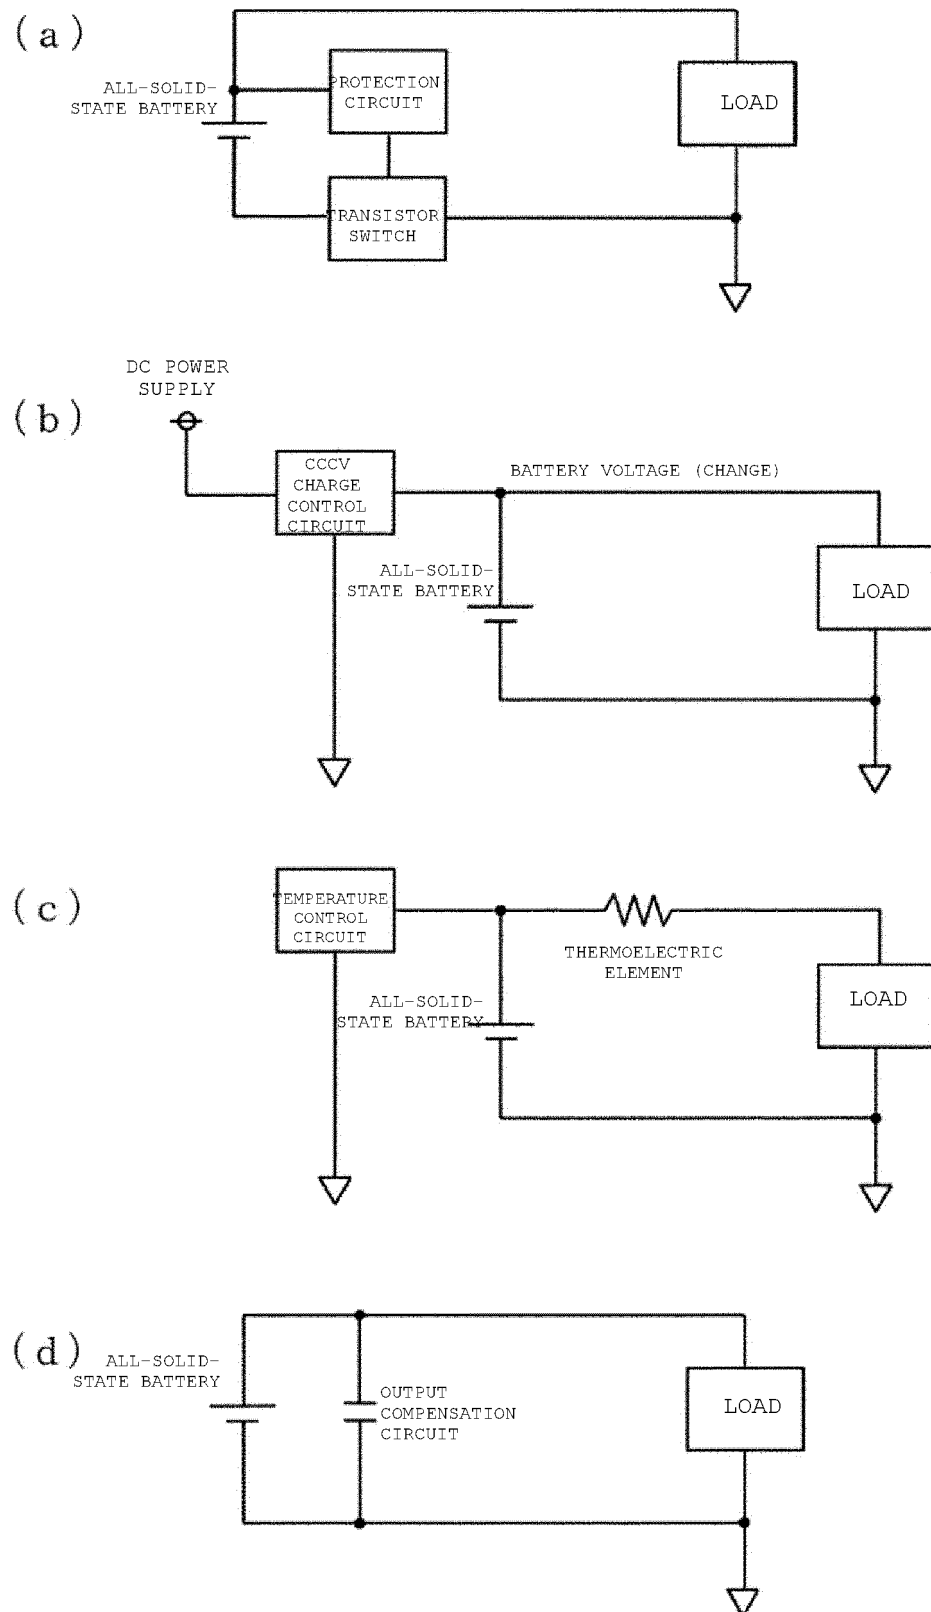 (a)
ALL-SOLID-
STATE BATTERY
PROTECTION
CIRCUIT
LOAD
TRANSISTOR
SWITCH
DC POWER
SUPPLY
(b)
CCCV
CHARGE
CONTROL
CIRCUIT
BATTERY VOLTAGE (CHANGE)
ALL-SOLID-
STATE BATTERY
LOAD
(c)
TEMPERATURE
CONTROL
CIRCUIT
THERMOELECTRIC
ELEMENT
ALL-SOLID-
STATE BATTERY
LOAD
(d)
ALL-SOLID-
STATE BATTERY
OUTPUT
COMPENSATION
CIRCUIT
LOAD